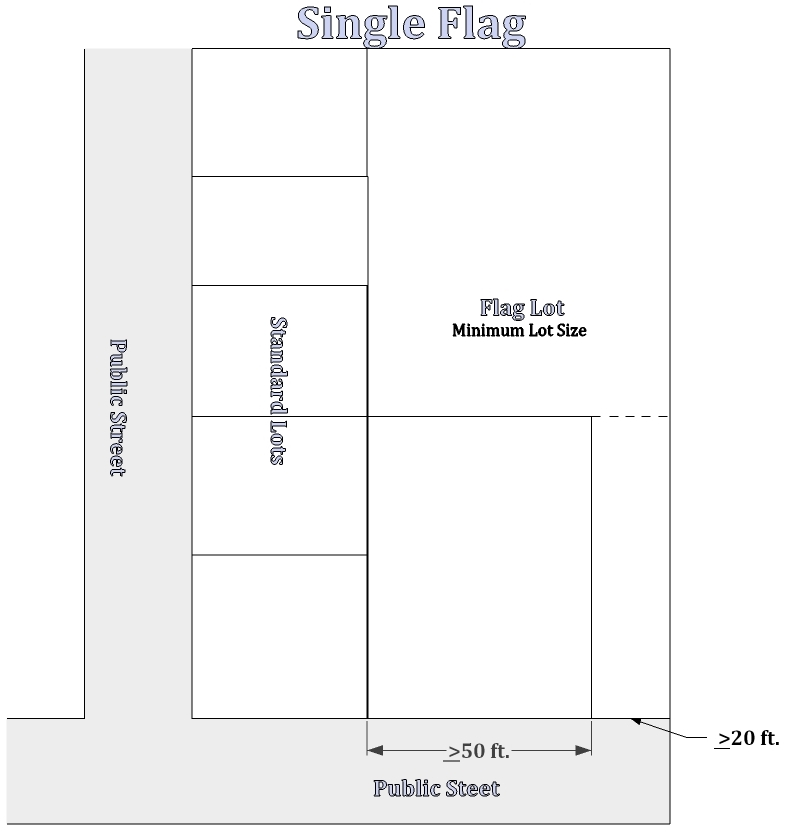 Single Flag
Flag Lot
Minimum Lot Size
Standard Lots
Public Street
>20 ft.
>50 ft.
Public Steet